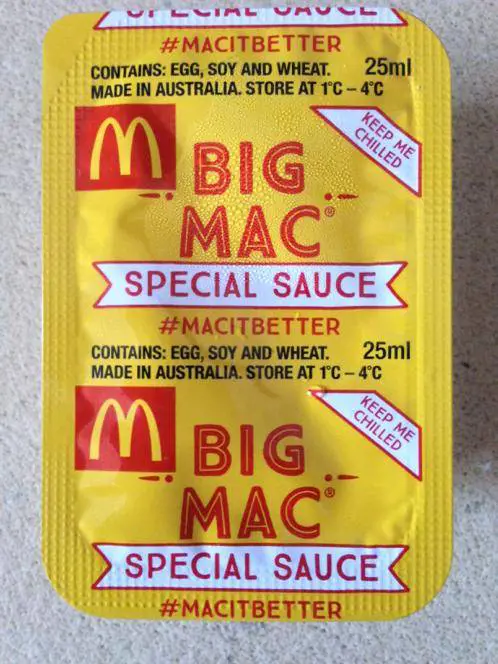 SPECIAL SAUCE
#MACITBETTER
CONTAINS: EGG, SOY AND WHEAT. 25ml
MADE IN AUSTRALIA. STORE AT 1°C – 4°C
KEEP ME
CHILLED
BIG
MAC®
SPECIAL SAUCE
#MACITBETTER
CONTAINS: EGG, SOY AND WHEAT. 25ml
MADE IN AUSTRALIA. STORE AT 1°C – 4°C
KEEP ME
CHILLED
BIG
MAC®
SPECIAL SAUCE
#MACITBETTER